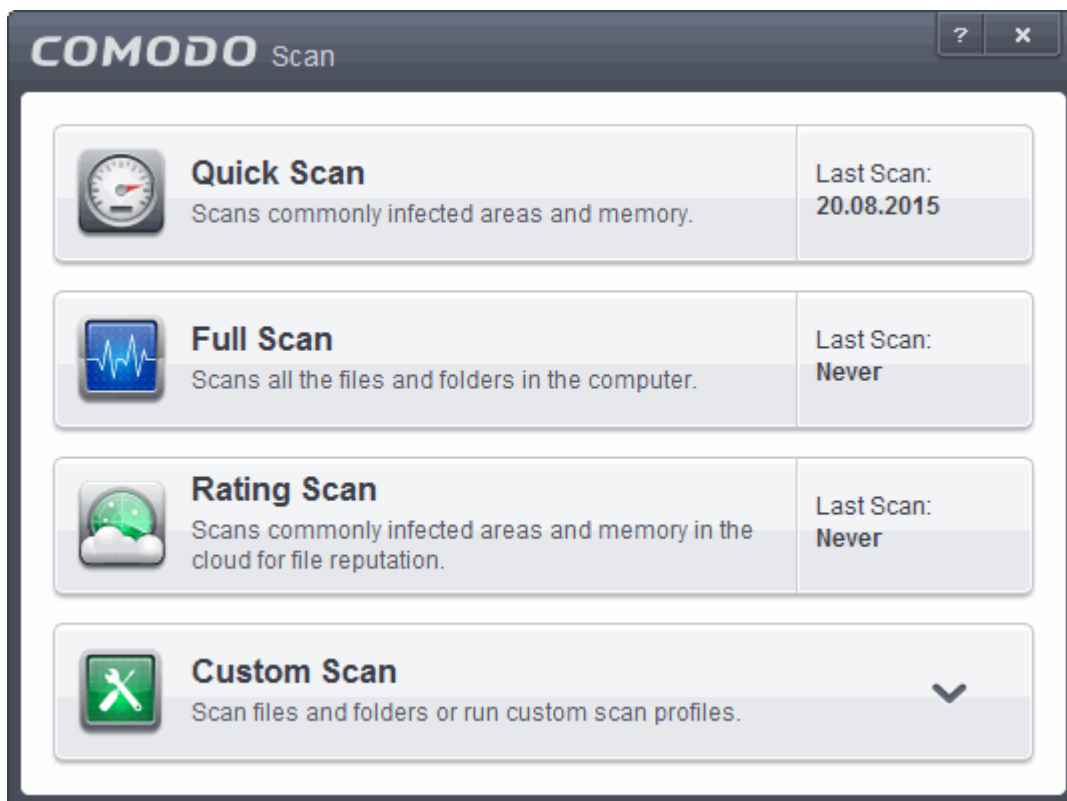 COMODO Scan
? ×
Quick Scan
Scans commonly infected areas and memory.
Last Scan:
20.08.2015
Full Scan
Scans all the files and folders in the computer.
Last Scan:
Never
Rating Scan
Scans commonly infected areas and memory in the
cloud for file reputation.
Last Scan:
Never
Custom Scan
Scan files and folders or run custom scan profiles.